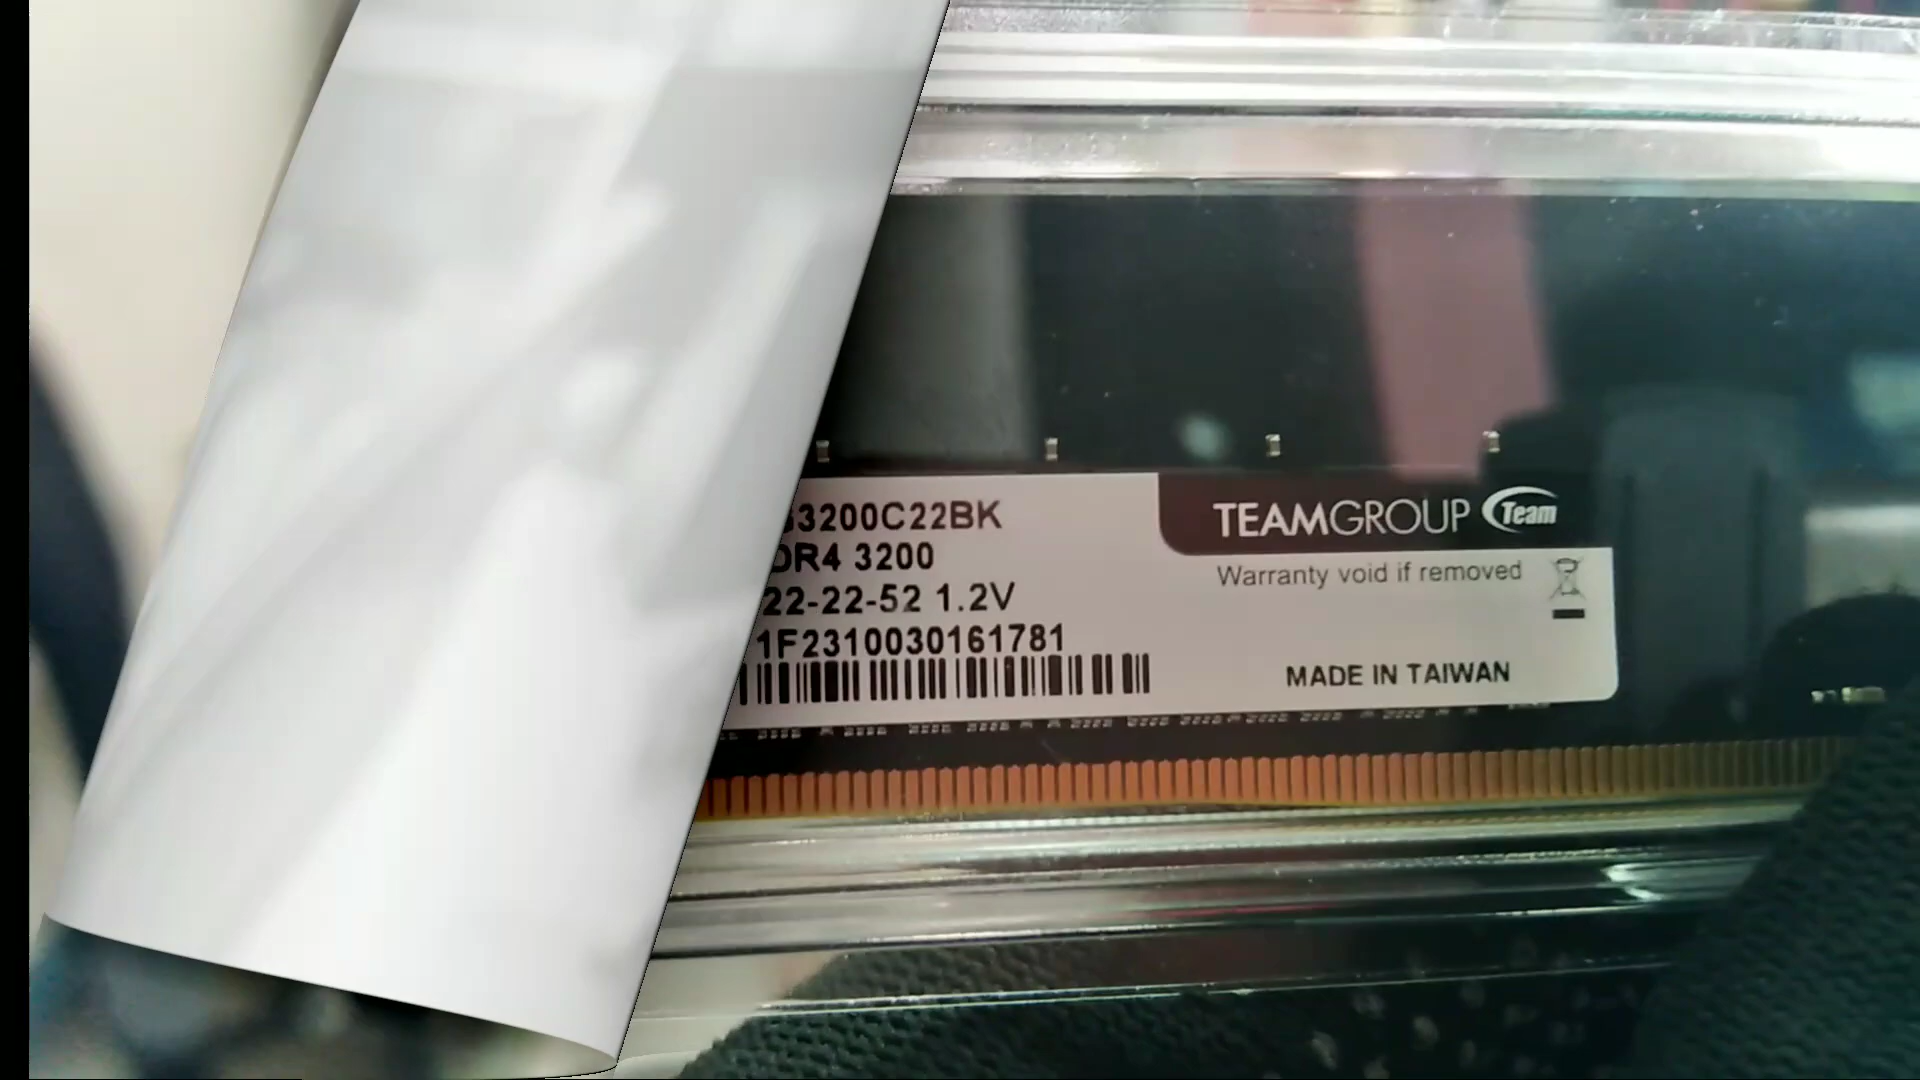 3200C22BK
DR4 3200
22-22-52 1.2V
1F2310030161781
TEAMGROUP Team
Warranty void if removed
MADE IN TAIWAN